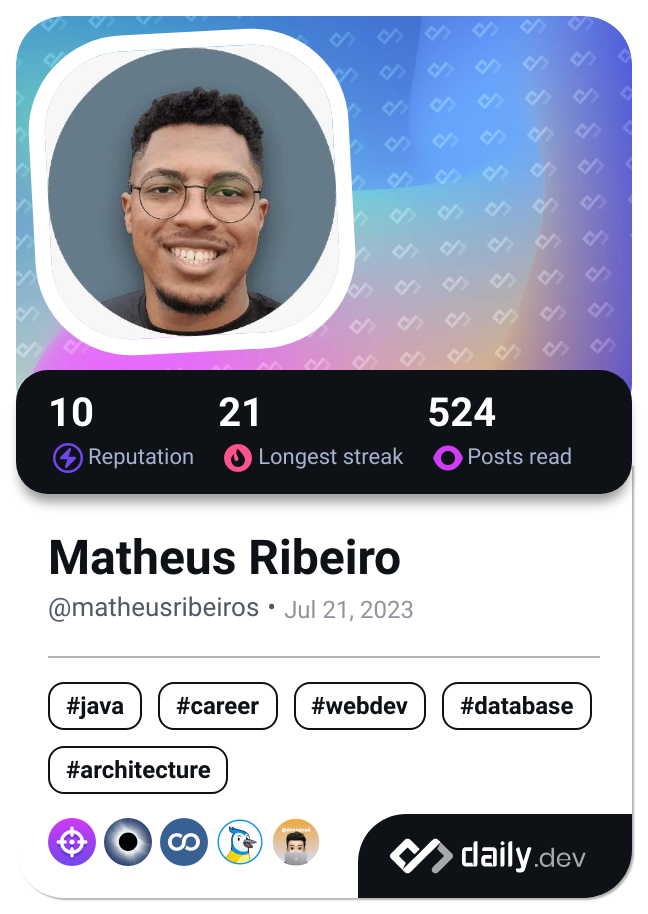 10 21 524
Reputation Longest streak Posts read
Matheus Ribeiro
@matheusribeiros • Jul 21, 2023
#java #career #webdev #database
#architecture
daily.dev